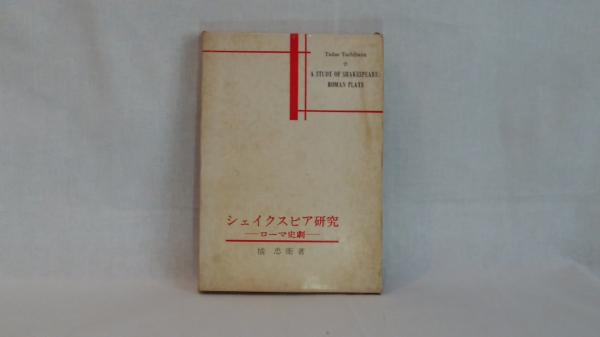 Tadae Tachibana
A STUDY OF SHAKESPEARE:
ROMAN PLAYS
シェイクスピア研究
―ローマ史劇―
橘 忠衛 著